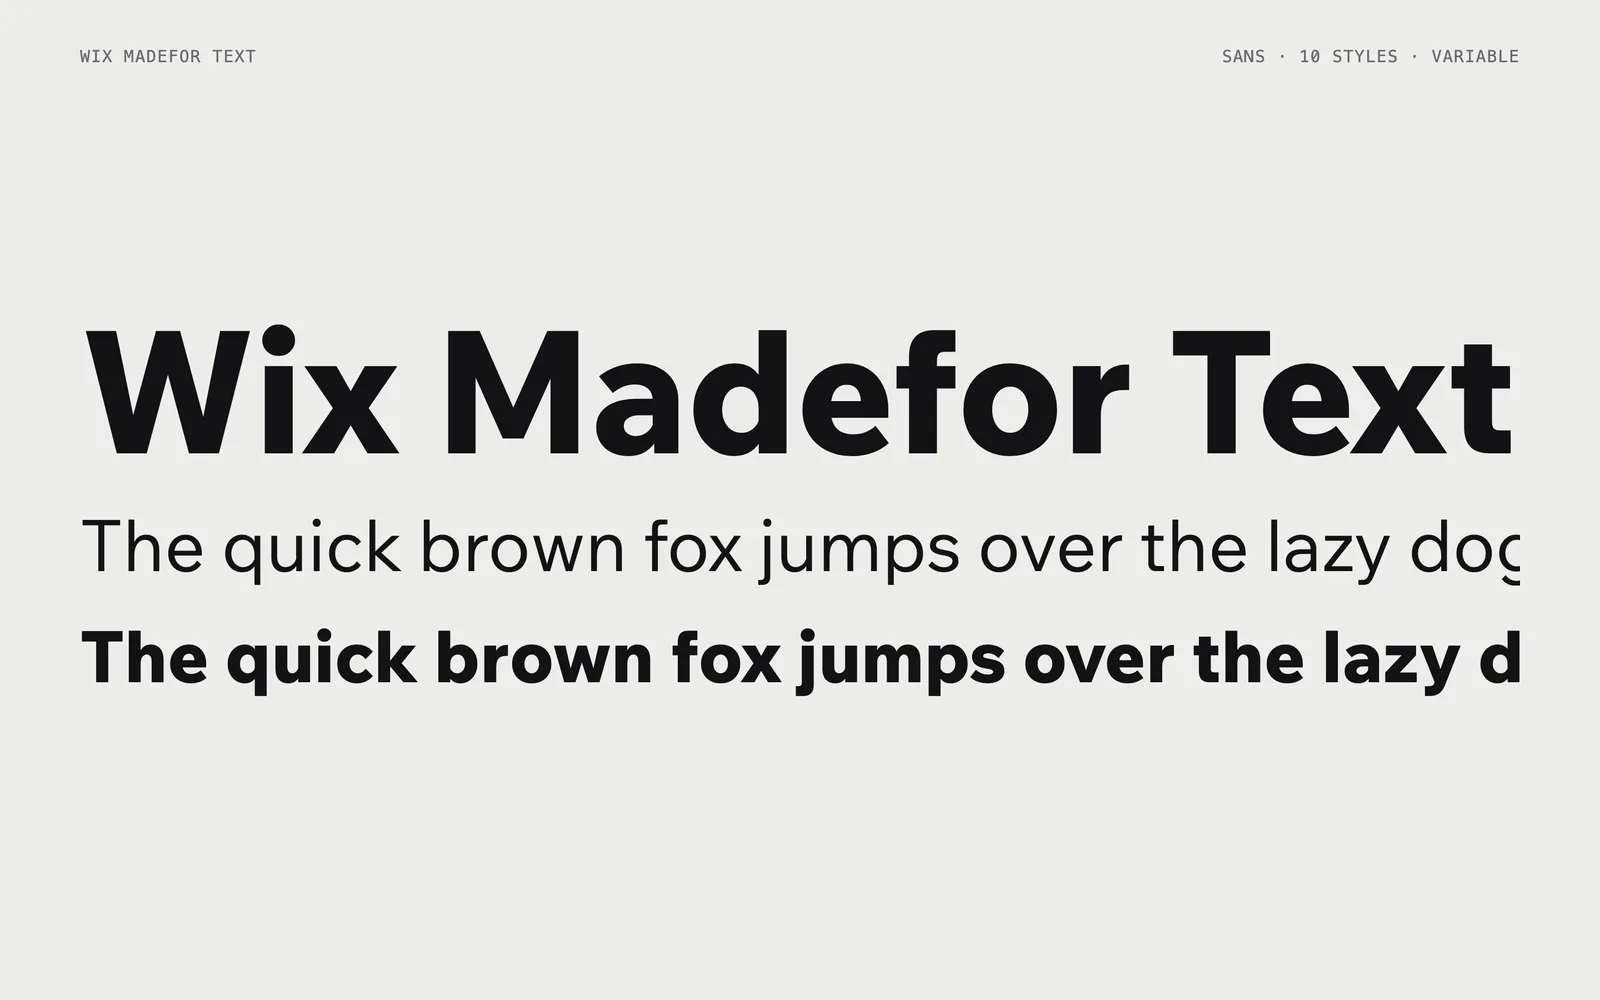 WIX MADEFOR TEXT
SANS · 10 STYLES · VARIABLE
Wix Madefor Text
The quick brown fox jumps over the lazy dog
The quick brown fox jumps over the lazy d